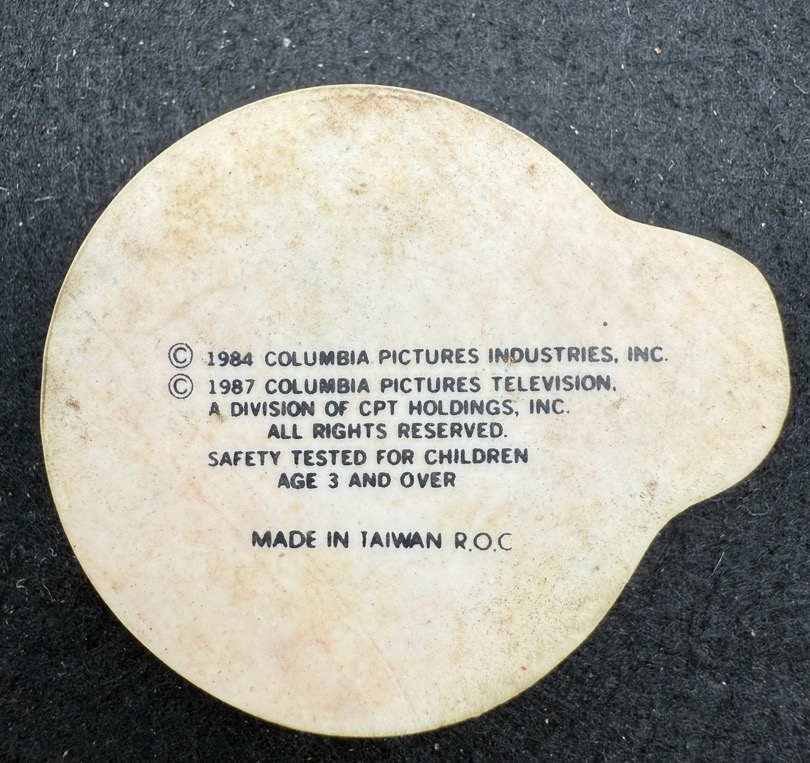 © 1984 COLUMBIA PICTURES INDUSTRIES, INC.
© 1987 COLUMBIA PICTURES TELEVISION,
A DIVISION OF CPT HOLDINGS, INC.
ALL RIGHTS RESERVED.
SAFETY TESTED FOR CHILDREN
AGE 3 AND OVER
MADE IN TAIWAN R.O.C